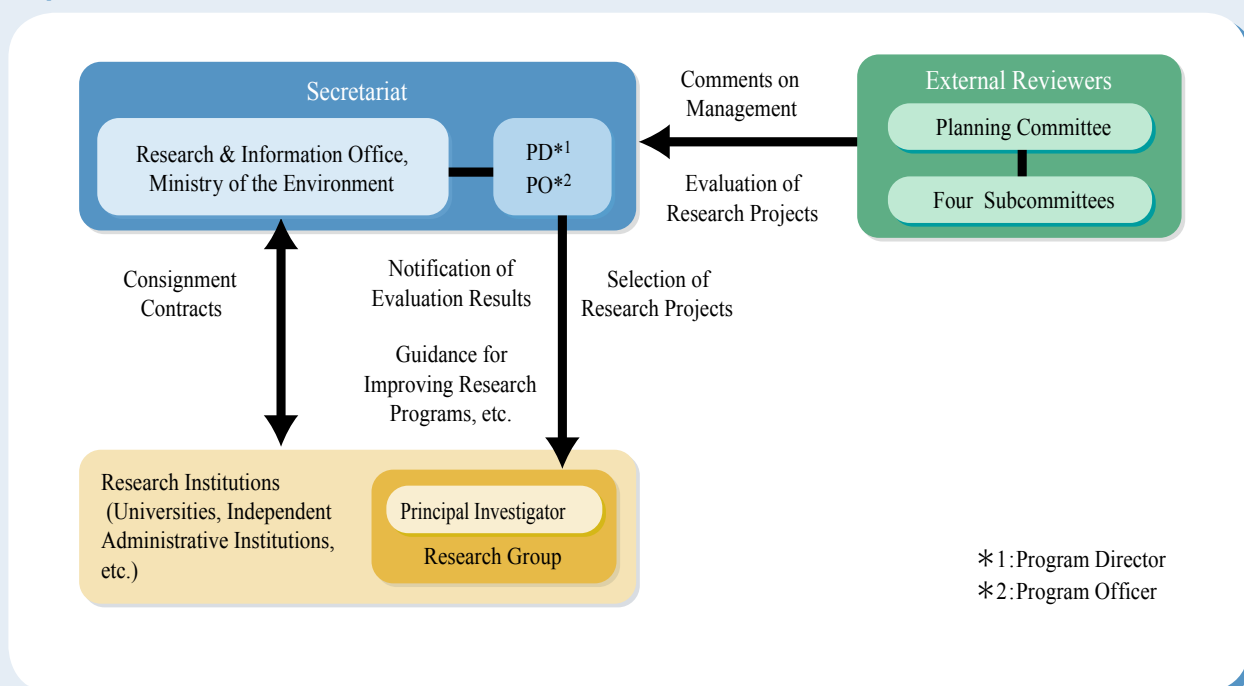 Secretariat
Research & Information Office,
Ministry of the Environment
PD*1
PO*2
Comments on
Management
Evaluation of
Research Projects
External Reviewers
Planning Committee
Four Subcommittees
Consignment
Contracts
Notification of
Evaluation Results
Guidance for
Improving Research
Programs, etc.
Selection of
Research Projects
Research Institutions
(Universities, Independent
Administrative Institutions,
etc.)
Principal Investigator
Research Group
*1:Program Director
*2:Program Officer